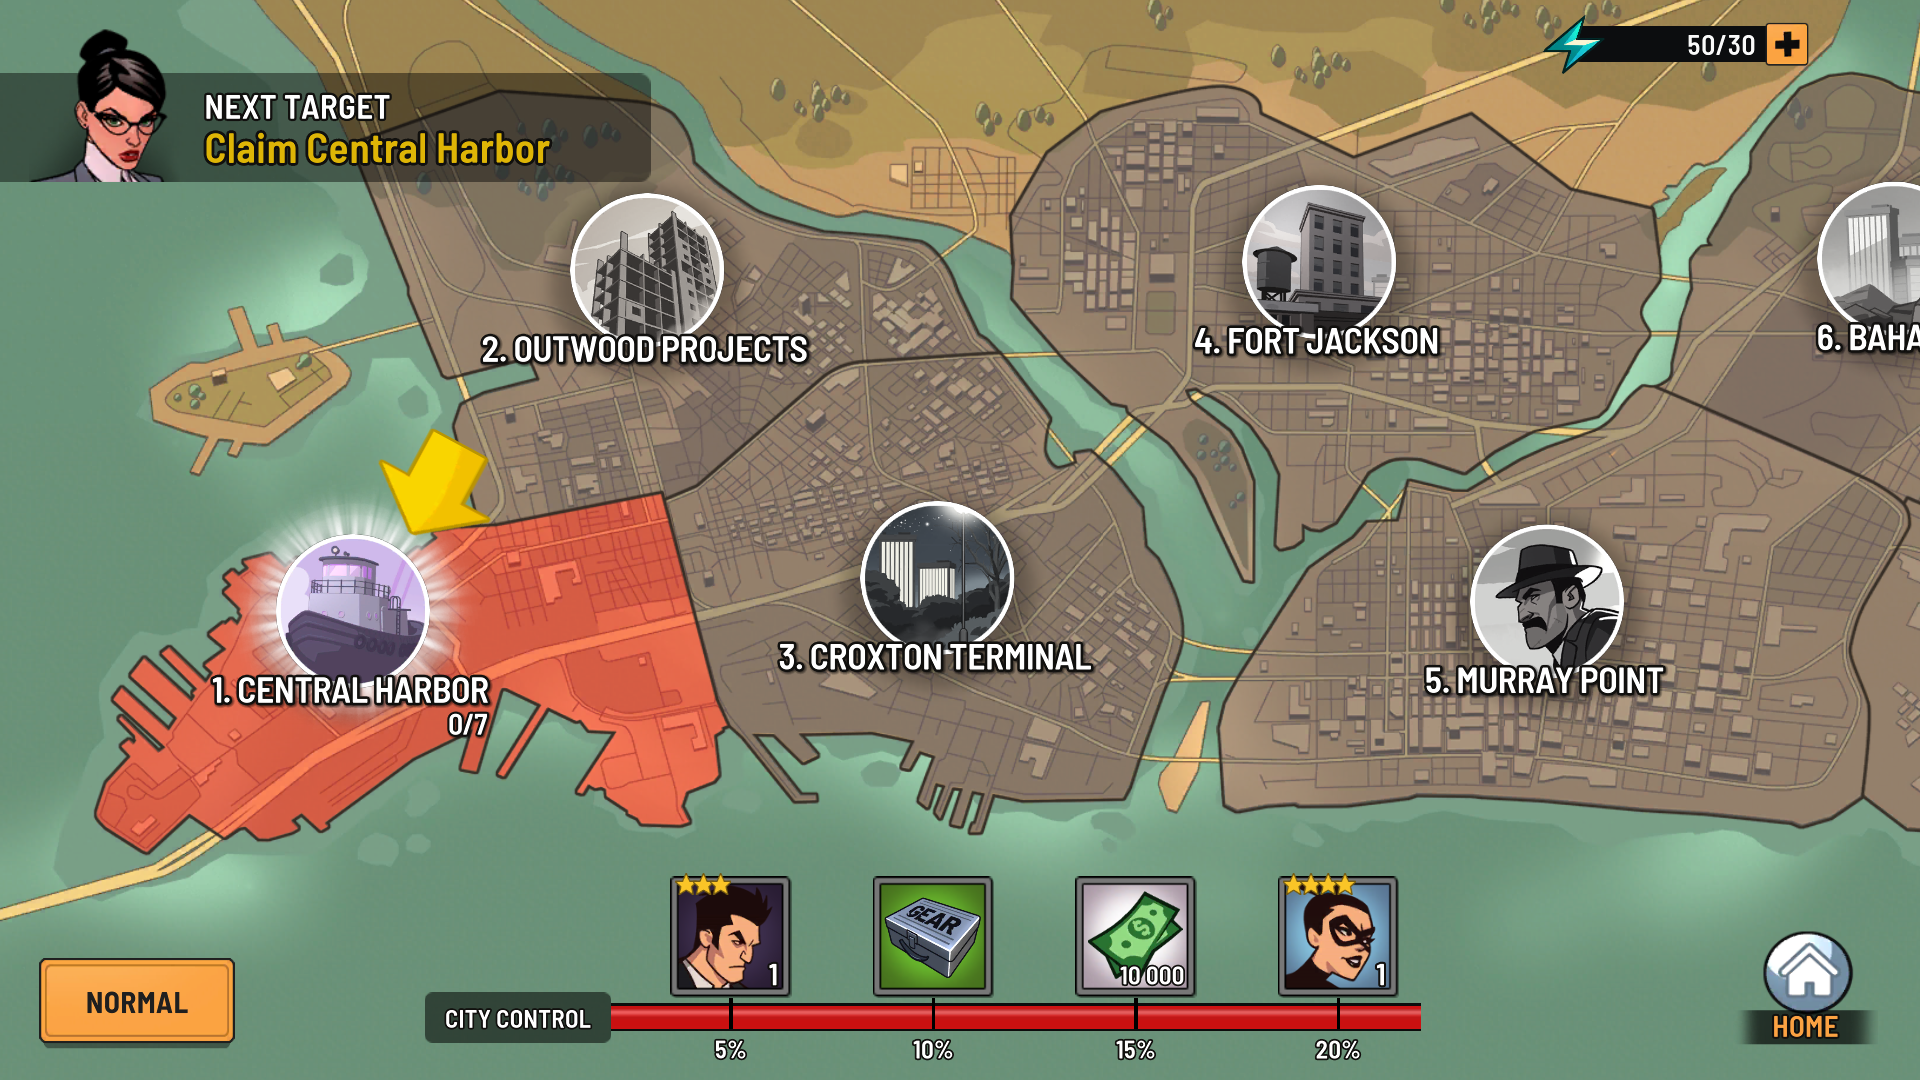 NEXT TARGET
Claim Central Harbor
50/30
2. OUTWOOD PROJECTS
4. FORT JACKSON
6. BAHA
1. CENTRAL HARBOR
0/7
3. CROXTON TERMINAL
5. MURRAY POINT
1
GEAR
10 000
1
NORMAL
CITY CONTROL
5%
10%
15%
20%
HOME